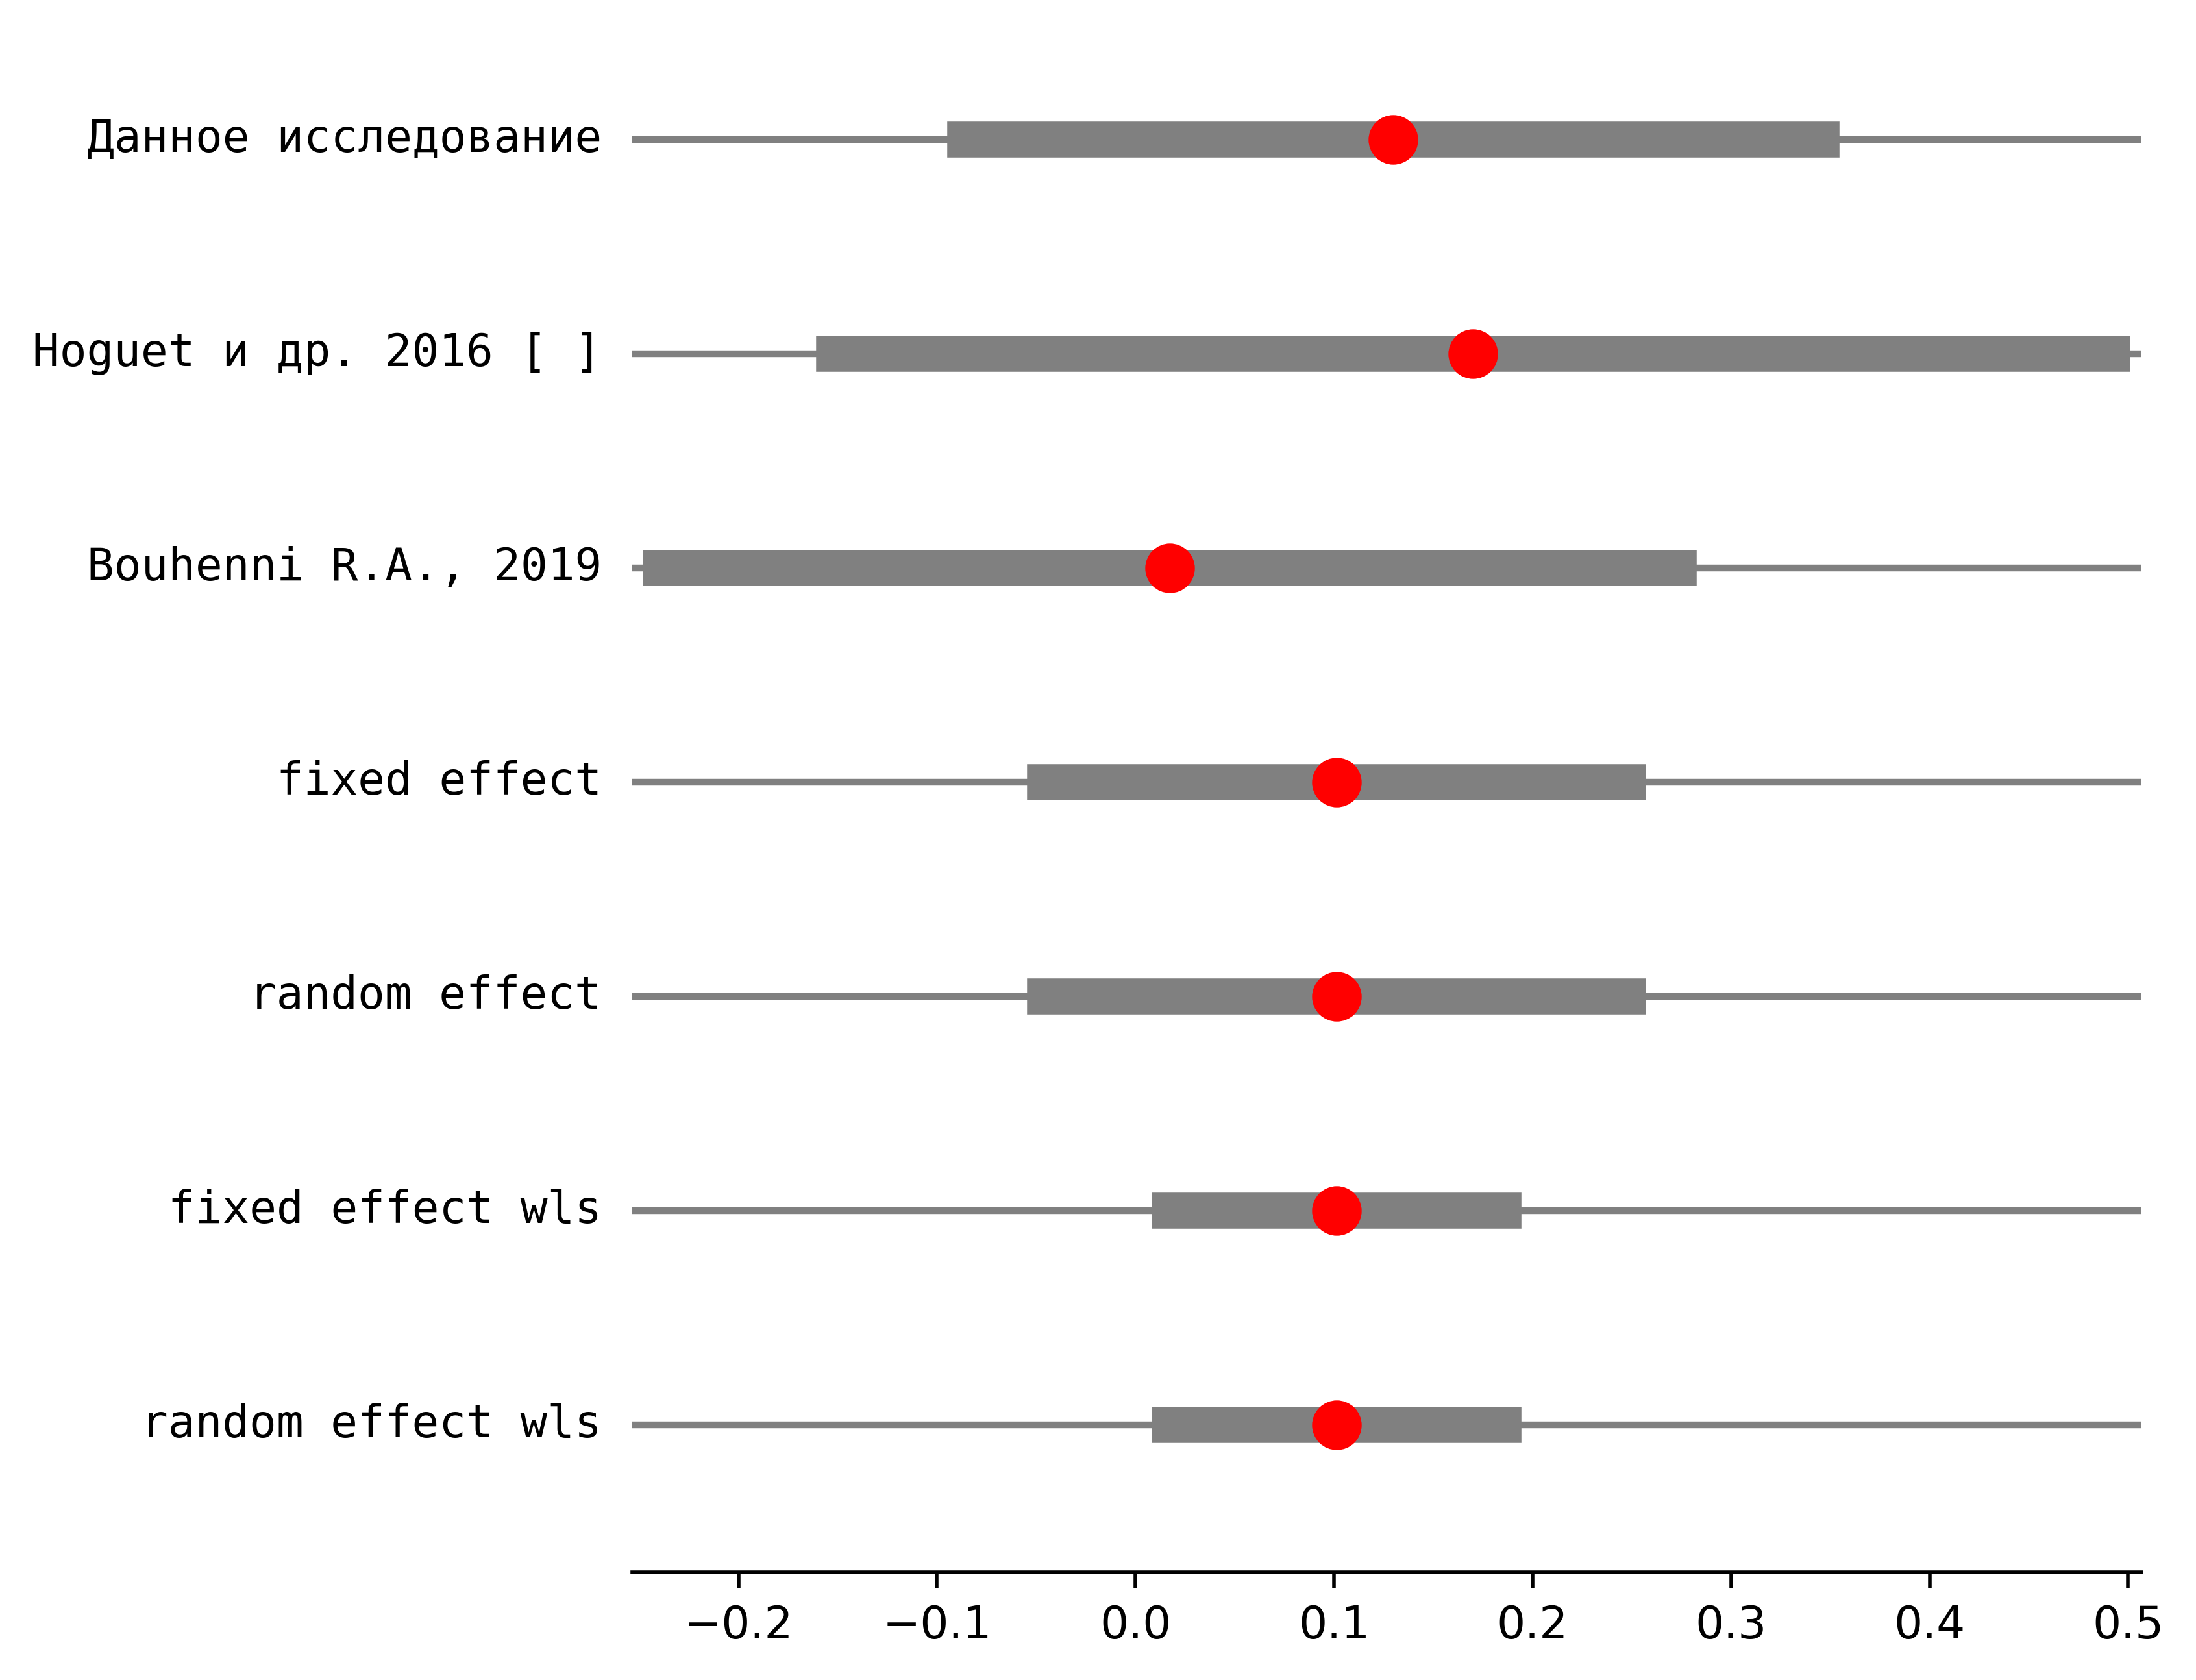 Данное исследование
Hoguet и др. 2016 [ ]
Bouhenni R.A., 2019
fixed effect
random effect
fixed effect wls
random effect wls
−0.2 −0.1 0.0 0.1 0.2 0.3 0.4 0.5